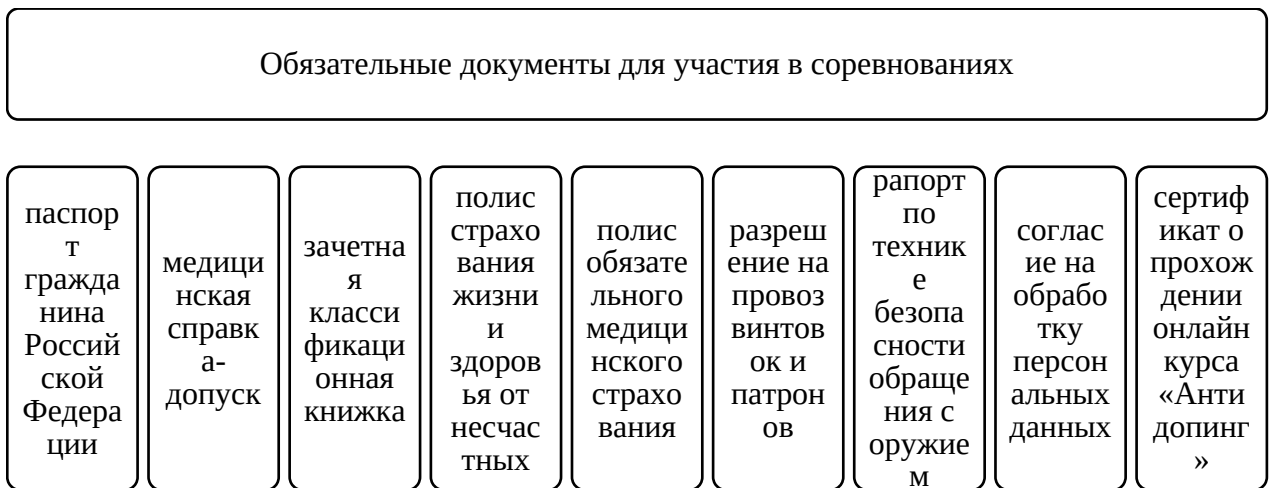 Обязательные документы для участия в соревнованиях
паспор
т
гражда
нина
Россий
ской
Федера
ции
медици
нская
справк
а-
допуск
зачетна
я
класси
фикаци
онная
книжка
полис
страхо
вания
жизни
и
здоров
ья от
несчас
тных
полис
обязате
льного
медици
нского
страхо
вания
разреш
ение на
провоз
винтов
ок и
патрон
ов
рапорт
по
техник
е
безопа
сности
обраще
ния с
оружие
м
соглас
ие на
обрабо
тку
персон
альных
данных
сертиф
икат о
прохож
дении
онлайн
курса
«Анти
допинг
»